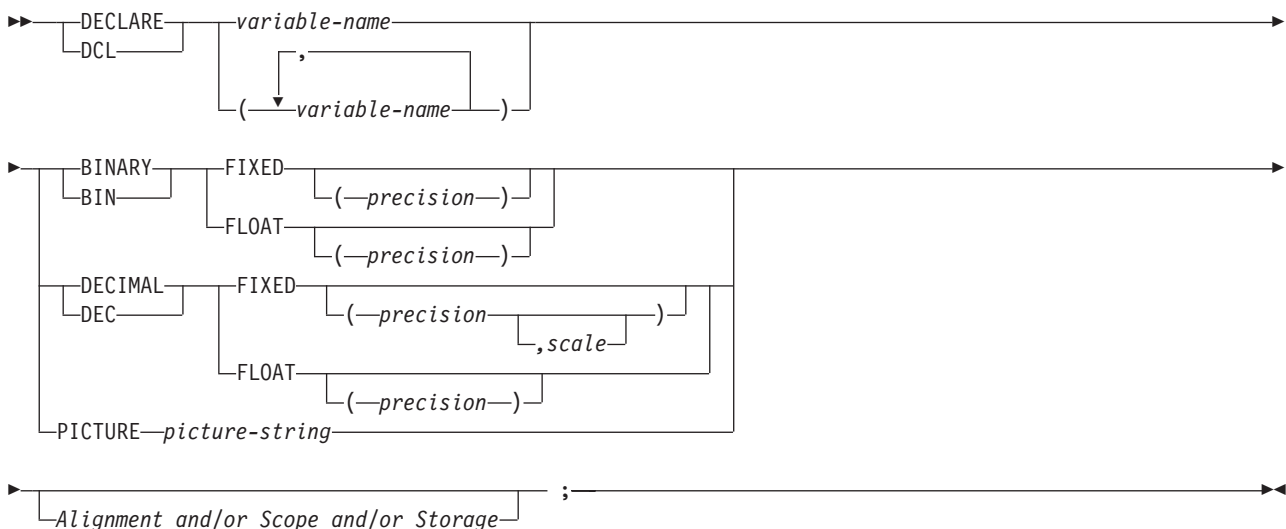 DECLARE variable-name
DCL ,
( variable-name )
BINARY FIXED
BIN ( precision )
FLOAT
( precision )
DECIMAL FIXED
DEC ( precision )
,scale
FLOAT
( precision )
PICTURE picture-string
;
Alignment and/or Scope and/or Storage